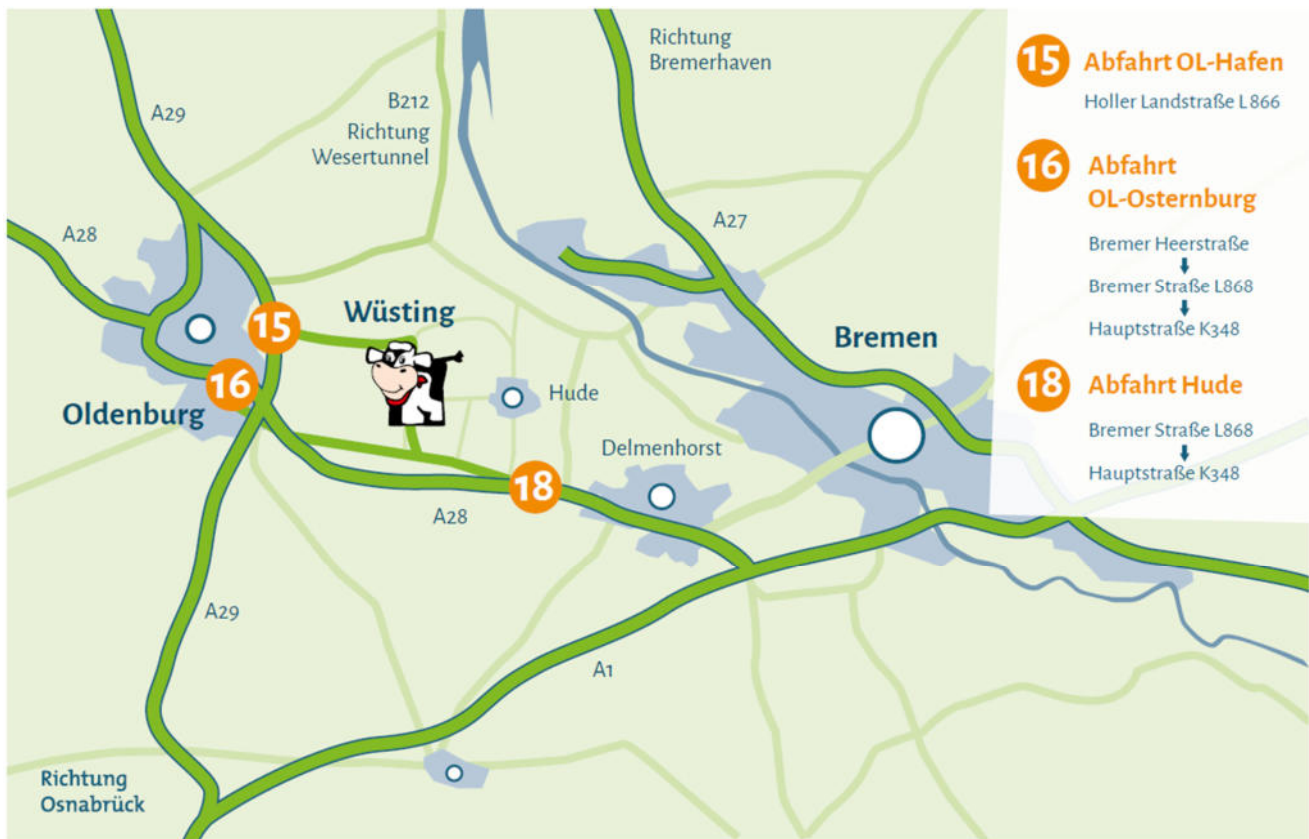 Richtung
Bremerhaven
A29
B212
Richtung
Wesertunnel
A28
A27
Wüsting
15
16
Oldenburg
Hude
Bremen
Delmenhorst
18
A28
A29
A1
Richtung
Osnabrück
15 Abfahrt OL-Hafen
Holler Landstraße L866
16 Abfahrt
OL-Osternburg
Bremer Heerstraße
Bremer Straße L868
Hauptstraße K348
18 Abfahrt Hude
Bremer Straße L868
Hauptstraße K348